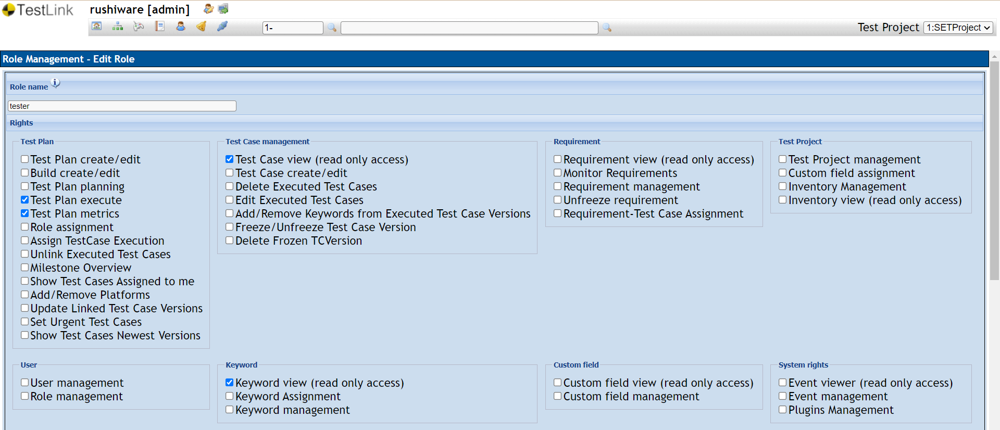 TestLink
rushiware [admin]
1-
Test Project
1:SETProject
Role Management - Edit Role
Role name
tester
Rights
Test Plan
Test Plan create/edit
Build create/edit
Test Plan planning
Test Plan execute
Test Plan metrics
Role assignment
Assign TestCase Execution
Unlink Executed Test Cases
Milestone Overview
Show Test Cases Assigned to me
Add/Remove Platforms
Update Linked Test Case Versions
Set Urgent Test Cases
Show Test Cases Newest Versions
Test Case management
Test Case view (read only access)
Test Case create/edit
Delete Executed Test Cases
Edit Executed Test Cases
Add/Remove Keywords from Executed Test Case Versions
Freeze/Unfreeze Test Case Version
Delete Frozen TCVersion
Requirement
Requirement view (read only access)
Monitor Requirements
Requirement management
Unfreeze requirement
Requirement-Test Case Assignment
Test Project
Test Project management
Custom field assignment
Inventory Management
Inventory view (read only access)
User
User management
Role management
Keyword
Keyword view (read only access)
Keyword Assignment
Keyword management
Custom field
Custom field view (read only access)
Custom field management
System rights
Event viewer (read only access)
Event management
Plugins Management